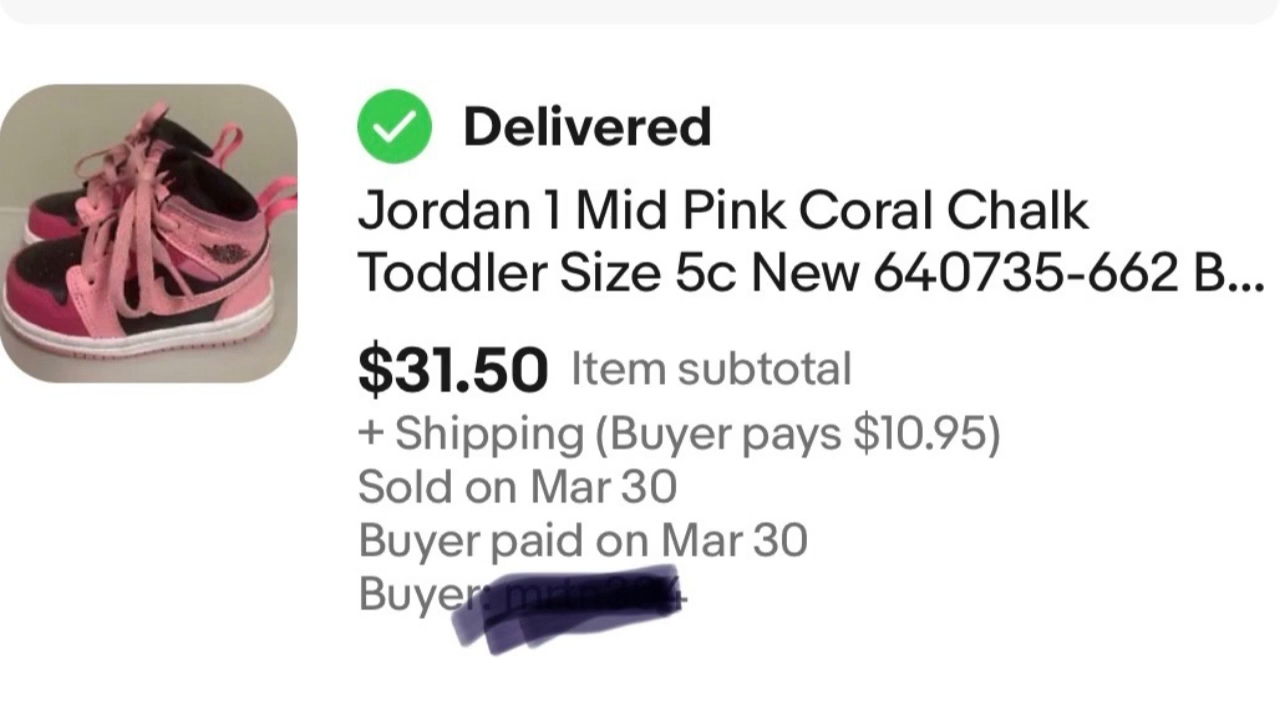 Delivered
Jordan 1 Mid Pink Coral Chalk
Toddler Size 5c New 640735-662 B...
$31.50 Item subtotal
+ Shipping (Buyer pays $10.95)
Sold on Mar 30
Buyer paid on Mar 30
Buyer: